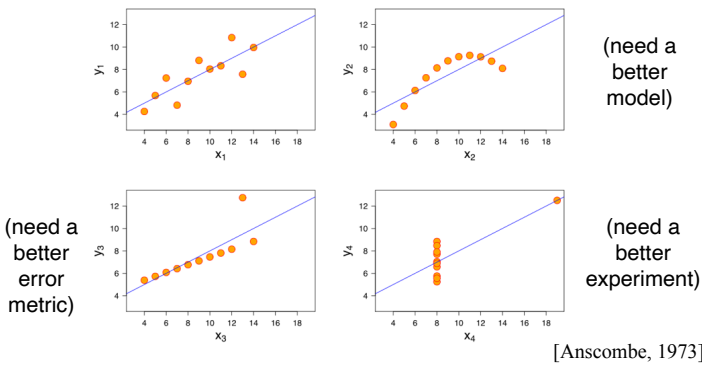 12
10
8
6
4
y1
4 6 8 10 12 14 16 18
x1
12
10
8
6
4
y2
4 6 8 10 12 14 16 18
x2
(need a
better
model)
(need a
better
error
metric)
12
10
8
6
4
y3
4 6 8 10 12 14 16 18
x3
12
10
8
6
4
y4
4 6 8 10 12 14 16 18
x4
(need a
better
experiment)
[Anscombe, 1973]